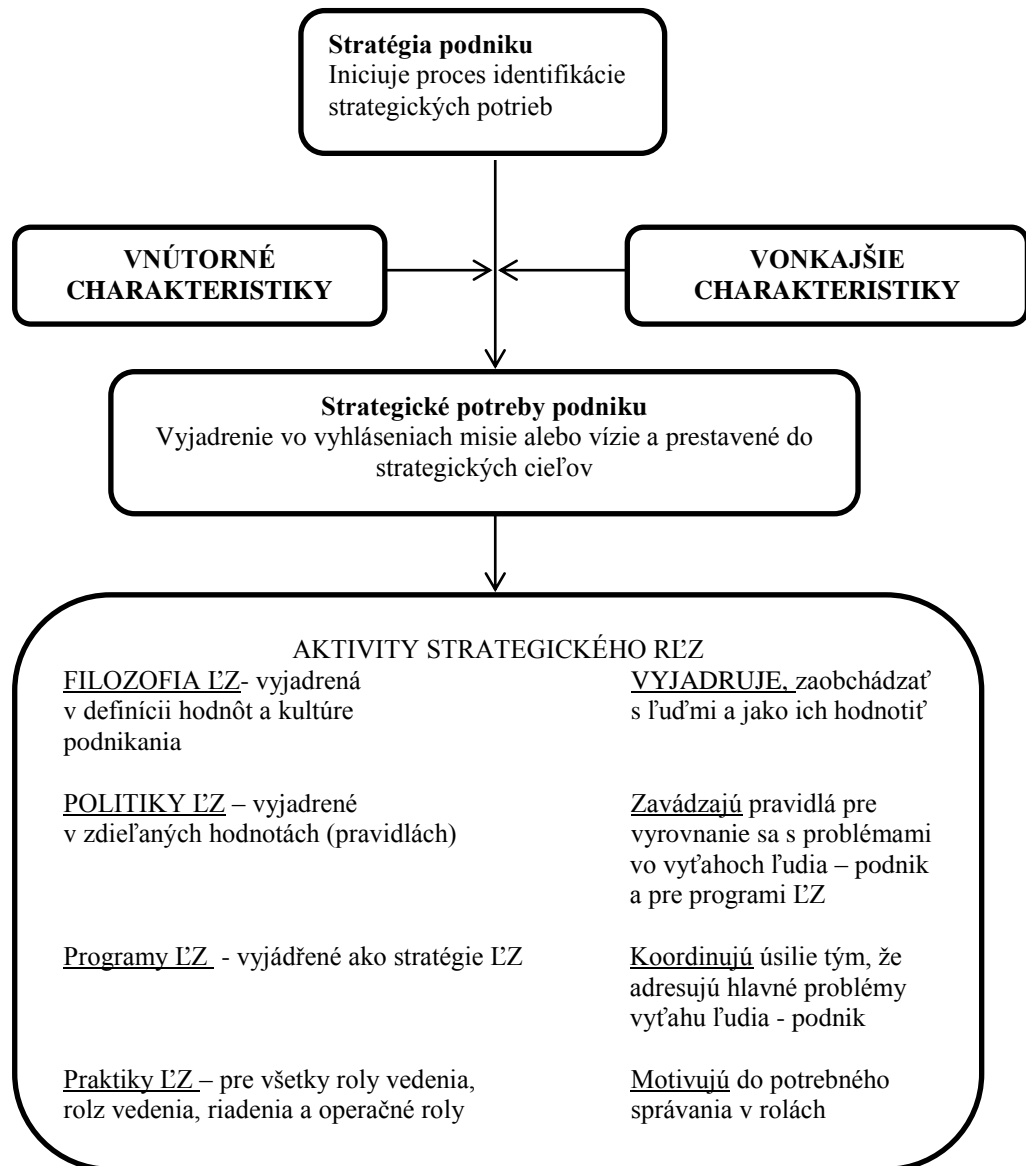 Stratégia podniku
Iniciuje proces identifikácie
strategických potrieb
VNÚTORNÉ
CHARAKTERISTIKY
VONKAJŠIE
CHARAKTERISTIKY
Strategické potreby podniku
Vyjadrenie vo vyhláseniach misie alebo vízie a prestavené do
strategických cieľov
AKTIVITY STRATEGICKÉHO RĽZ
FILOZOFIA ĽZ- vyjadrená
v definícii hodnôt a kultúre
podnikania
VYJADRUJE, zaobchádzať
s ľuďmi a jako ich hodnotiť
POLITIKY ĽZ – vyjadrené
v zdieľaných hodnotách (pravidlách)
Zavádzajú pravidlá pre
vyrovnanie sa s problémami
vo vyťahoch ľudia – podnik
a pre programi ĽZ
Programy ĽZ - vyjádřené ako stratégie ĽZ
Koordinujú úsilie tým, že
adresujú hlavné problémy
vyťahu ľudia - podnik
Praktiky ĽZ – pre všetky roly vedenia,
rolz vedenia, riadenia a operačné roly
Motivujú do potrebného
správania v rolách